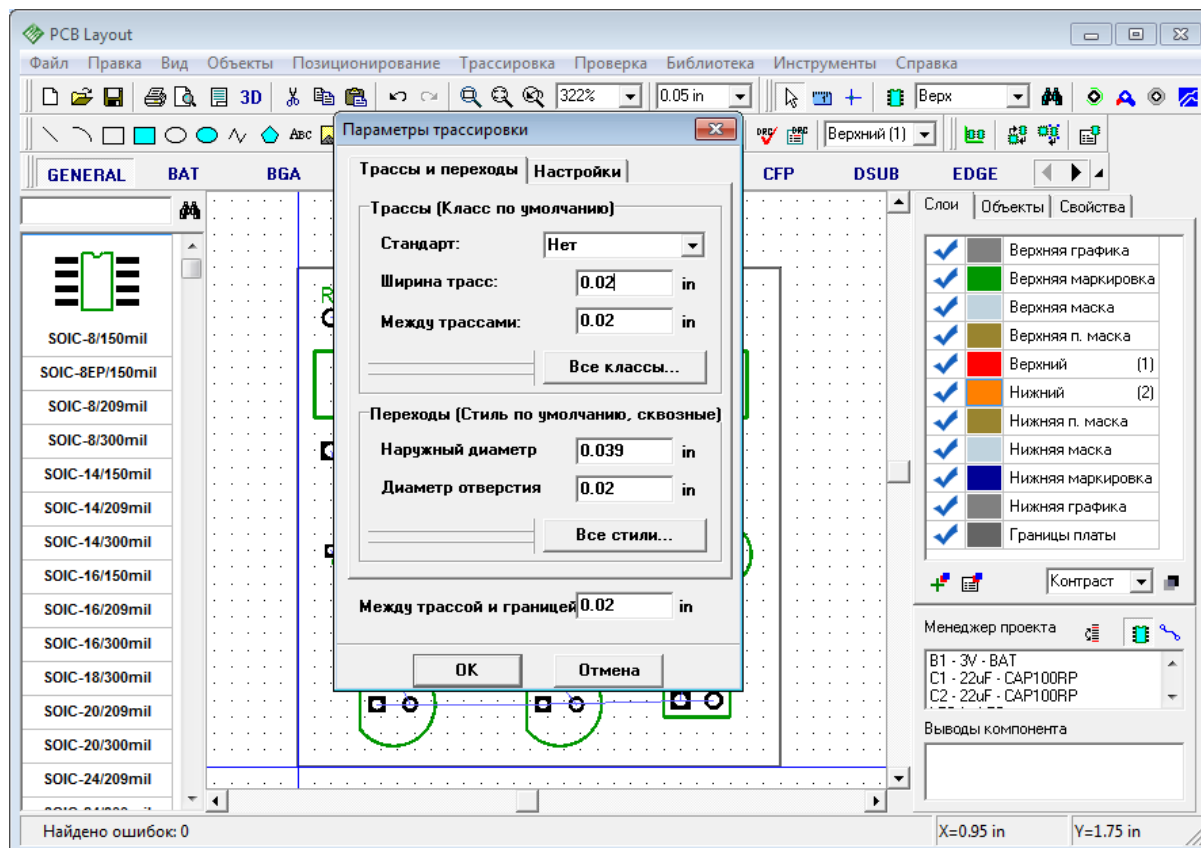 PCB Layout
Файл Правка Вид Объекты Позиционирование Трассировка Проверка Библиотека Инструменты Справка
3D 322% 0.05 in Верх
ABC DRC DRC Верхний (1)
GENERAL BAT BGA CFP DSUB EDGE
Параметры трассировки
Трассы и переходы Настройки
Трассы (Класс по умолчанию)
Стандарт: Нет
Ширина трасс: 0.02 in
Между трассами: 0.02 in
Все классы...
Переходы (Стиль по умолчанию, сквозные)
Наружный диаметр 0.039 in
Диаметр отверстия 0.02 in
Все стили...
Между трассой и границей 0.02 in
OK Отмена
SOIC-8/150mil
SOIC-8EP/150mil
SOIC-8/209mil
SOIC-8/300mil
SOIC-14/150mil
SOIC-14/209mil
SOIC-14/300mil
SOIC-16/150mil
SOIC-16/209mil
SOIC-16/300mil
SOIC-18/300mil
SOIC-20/209mil
SOIC-20/300mil
SOIC-24/209mil
R
Слои Объекты Свойства
Верхняя графика
Верхняя маркировка
Верхняя маска
Верхняя п. маска
Верхний (1)
Нижний (2)
Нижняя п. маска
Нижняя маска
Нижняя маркировка
Нижняя графика
Границы платы
Контраст
Менеджер проекта
B1 - 3V - BAT
C1 - 22uF - CAP100RP
C2 - 22uF - CAP100RP
Выводы компонента
Найдено ошибок: 0 X=0.95 in Y=1.75 in